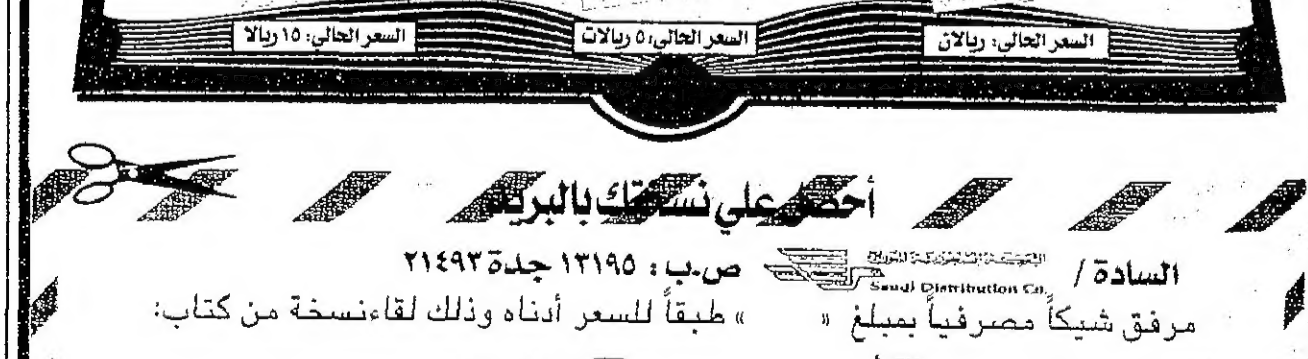 السعر الحالي: ريالان
السعر الحالي: ٥ ريالات
السعر الحالي: ١٥ ريالا
أحصل علي نسختك بالبريد
السادة / Saudi Distribution Co. ص.ب: ١٣١٩٥ جدة ٢١٤٩٣
مرفق شيكاً مصرفياً بمبلغ « » طبقاً للسعر أدناه وذلك لقاءنسخة من كتاب: